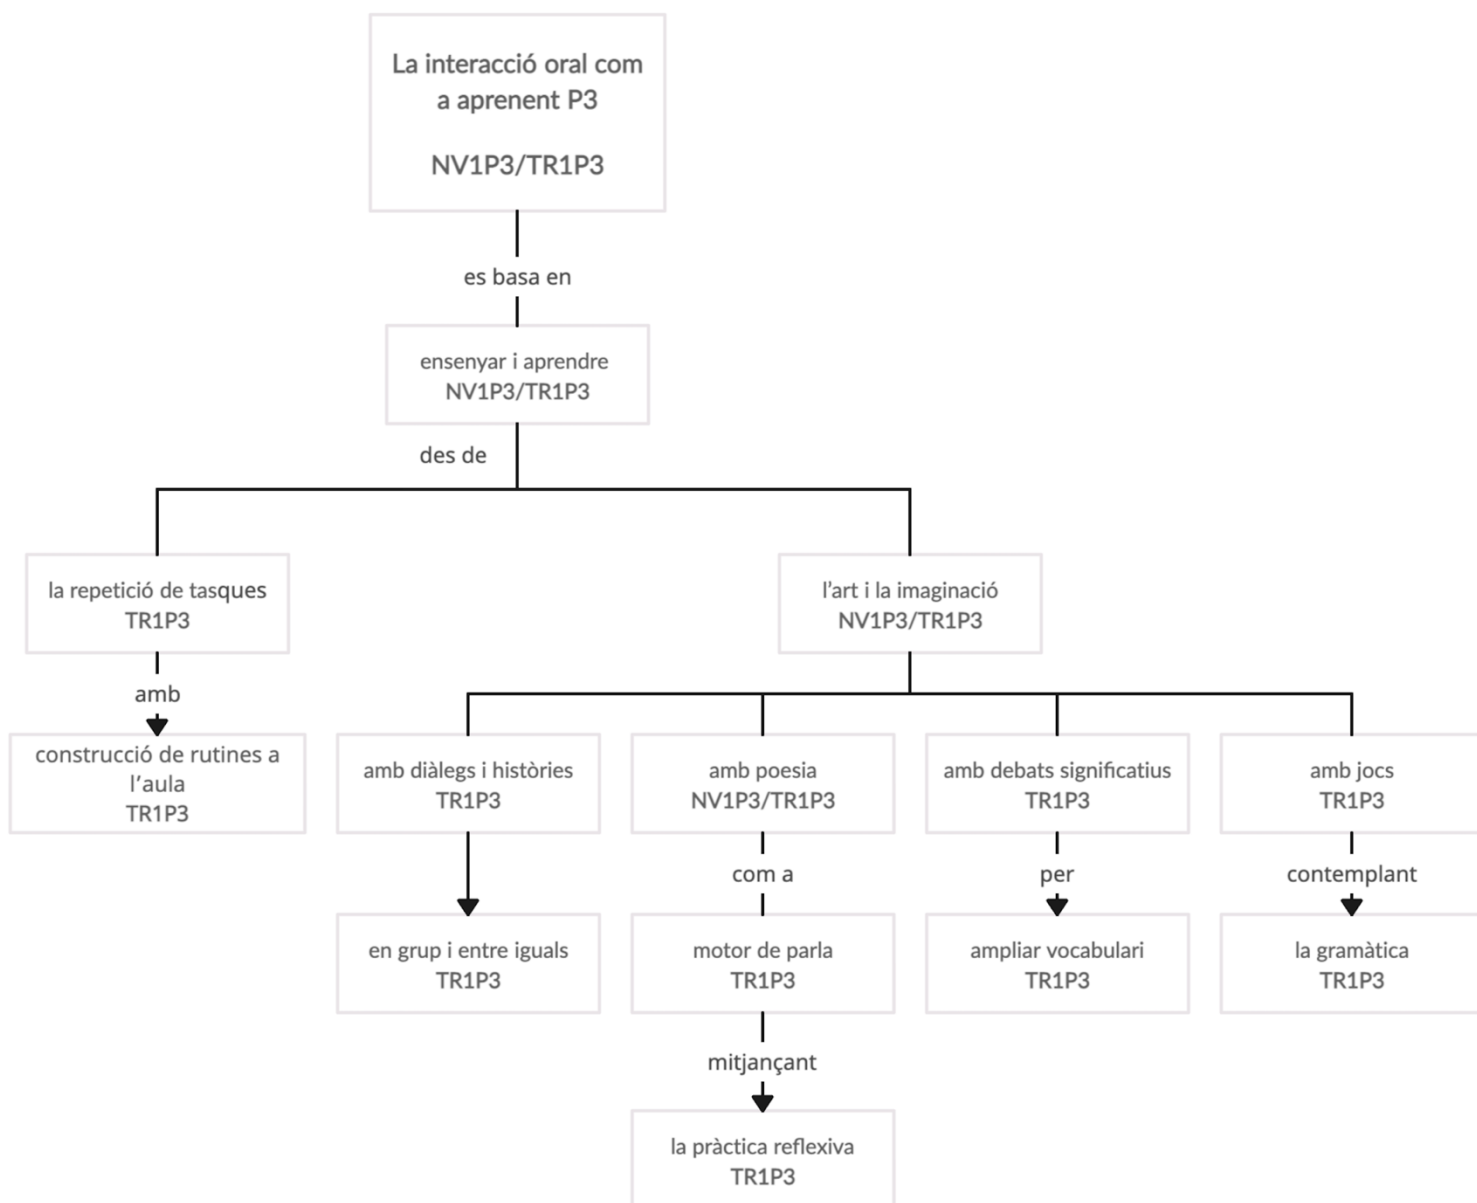 La interacció oral com
a aprenent P3
NV1P3/TR1P3
es basa en
ensenyar i aprendre
NV1P3/TR1P3
des de
la repetició de tasques
TR1P3
l'art i la imaginació
NV1P3/TR1P3
amb
construcció de rutines a
l'aula
TR1P3
amb diàlegs i històries
TR1P3
amb poesia
NV1P3/TR1P3
amb debats significatius
TR1P3
amb jocs
TR1P3
com a
per
contemplant
en grup i entre iguals
TR1P3
motor de parla
TR1P3
ampliar vocabulari
TR1P3
la gramàtica
TR1P3
mitjançant
la pràctica reflexiva
TR1P3